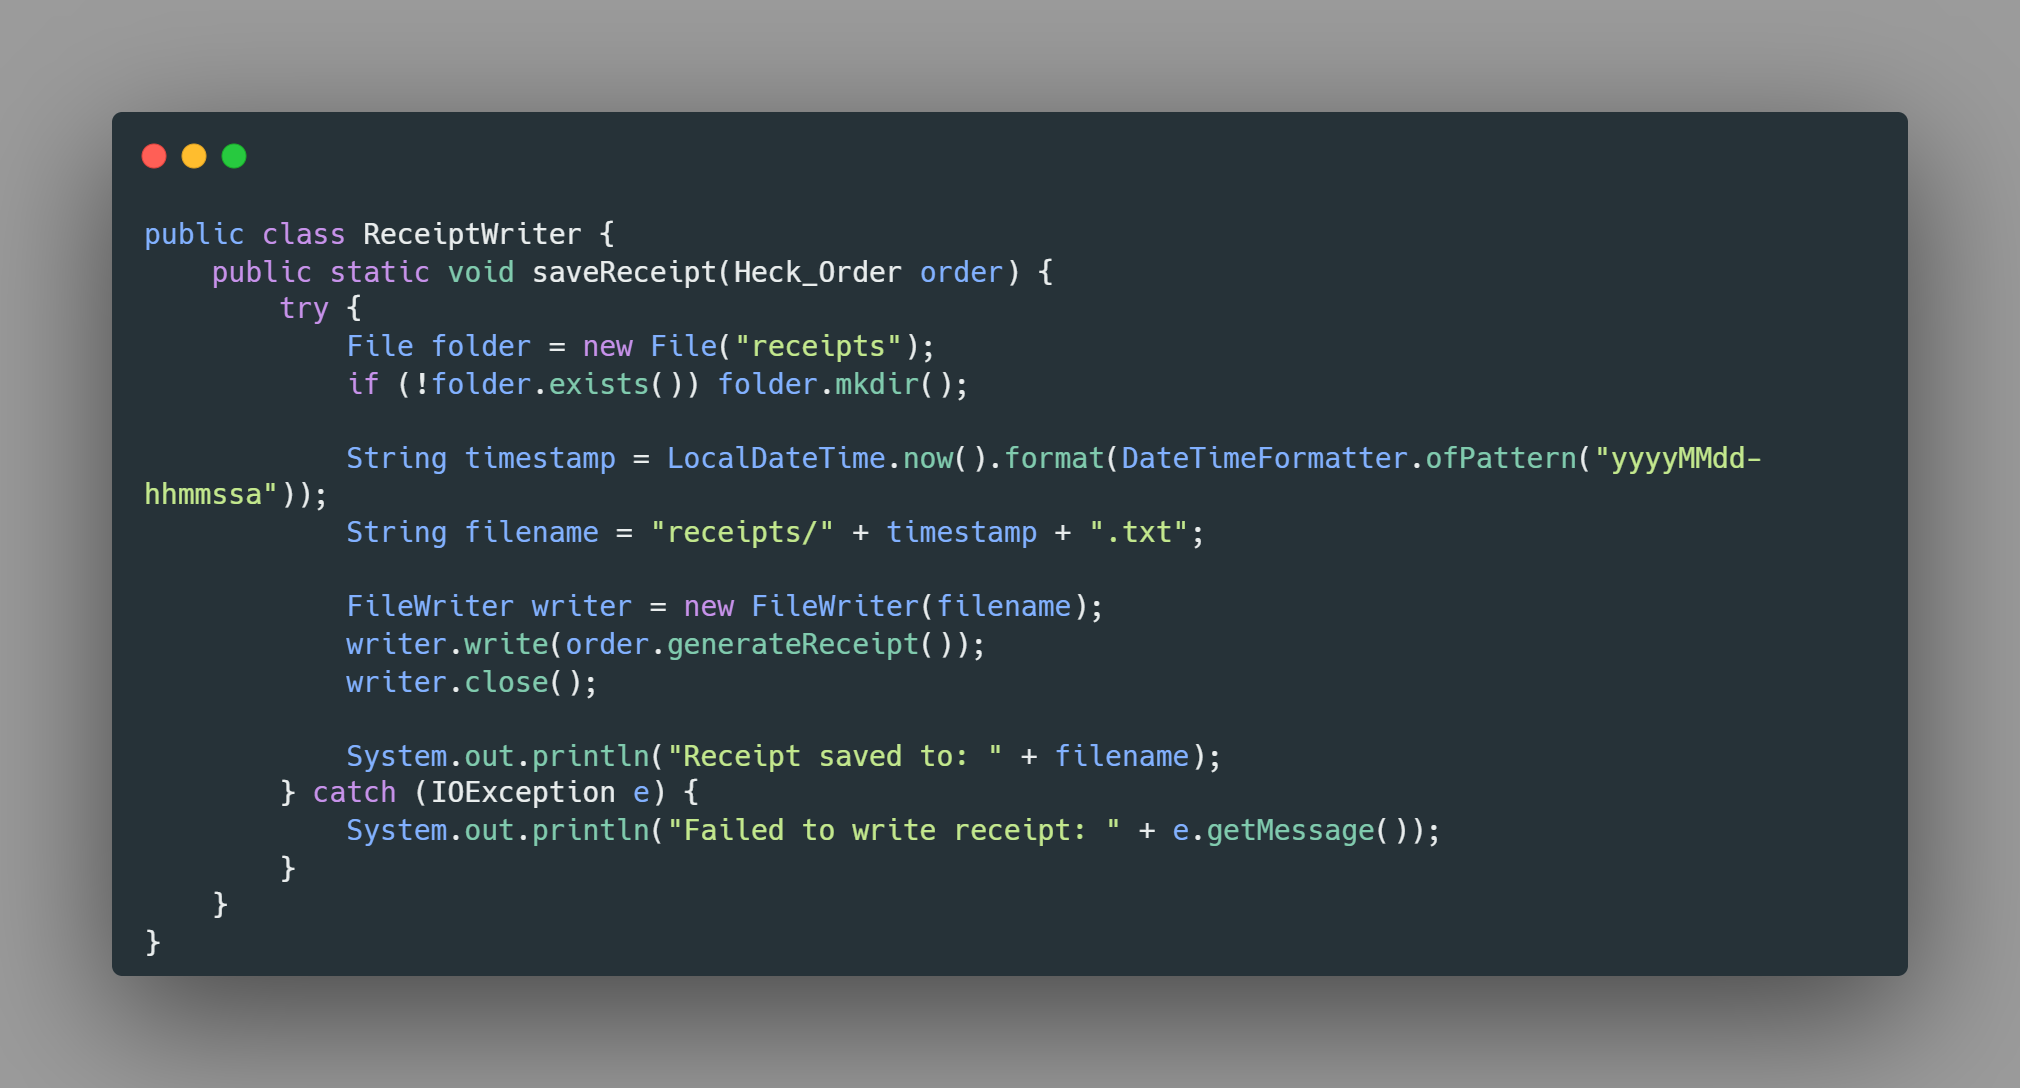 public class ReceiptWriter {
    public static void saveReceipt(Heck_Order order) {
        try {
            File folder = new File("receipts");
            if (!folder.exists()) folder.mkdir();

            String timestamp = LocalDateTime.now().format(DateTimeFormatter.ofPattern("yyyyMMdd-
hhmmssa"));
            String filename = "receipts/" + timestamp + ".txt";

            FileWriter writer = new FileWriter(filename);
            writer.write(order.generateReceipt());
            writer.close();

            System.out.println("Receipt saved to: " + filename);
        } catch (IOException e) {
            System.out.println("Failed to write receipt: " + e.getMessage());
        }
    }
}